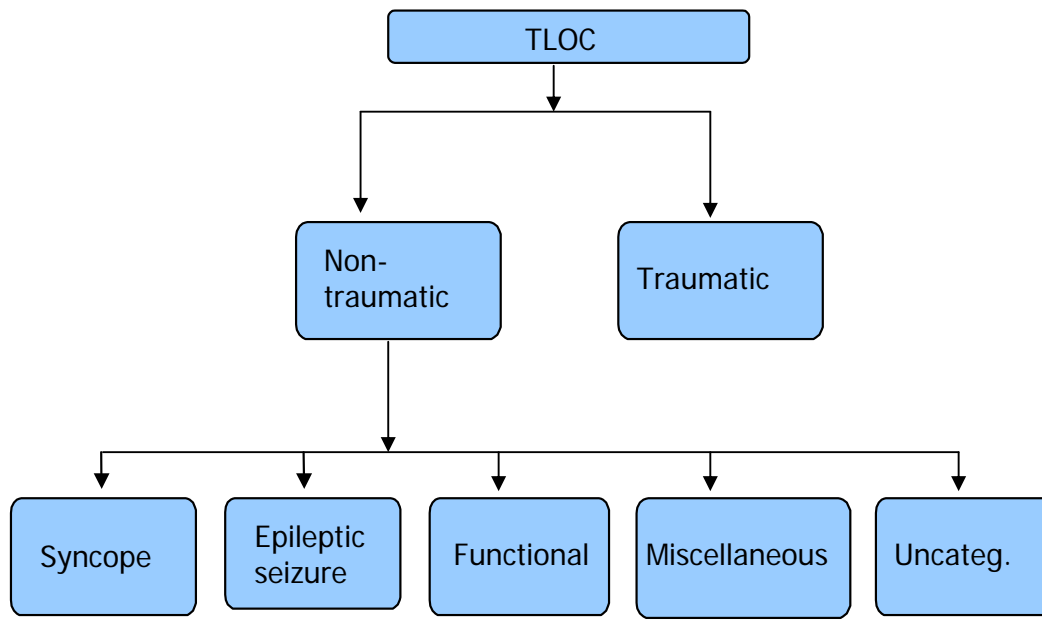 TLOC
Non-
traumatic
Traumatic
Syncope
Epileptic
seizure
Functional
Miscellaneous
Uncateg.